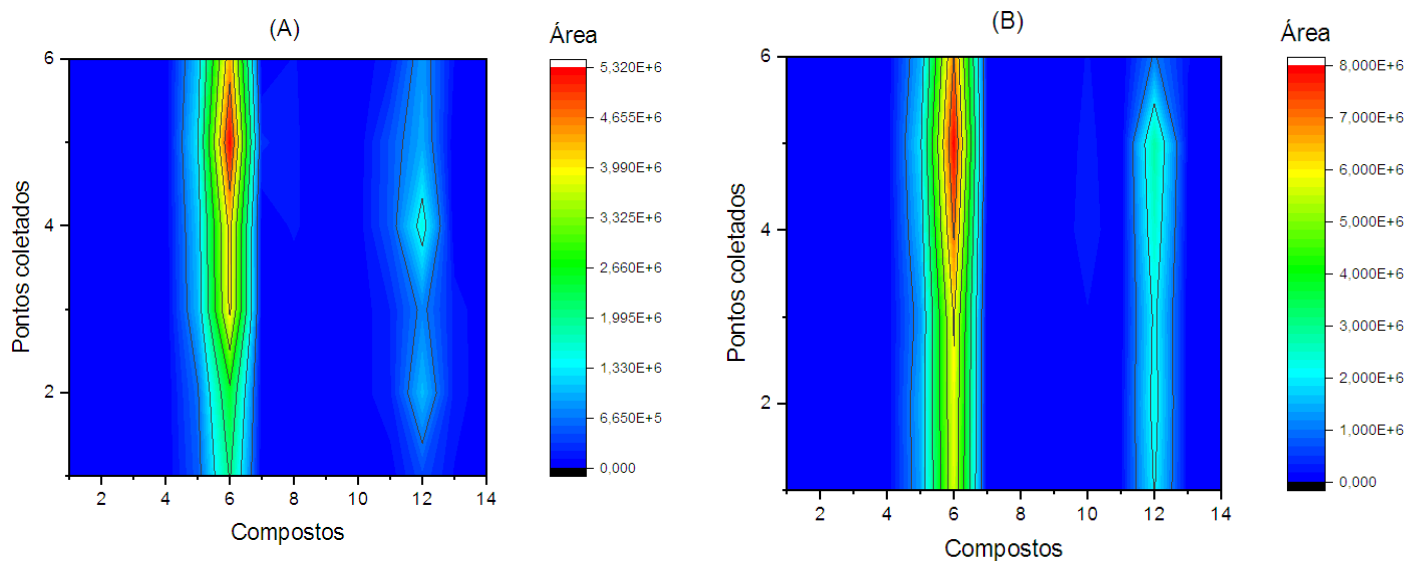 (A)
Área
6
4
2
Pontos coletados
2
4
6
8
10
12
14
Compostos
5,320E+6
4,655E+6
3,990E+6
3,325E+6
2,660E+6
1,995E+6
1,330E+6
6,650E+5
0,000
(B)
Área
6
4
2
Pontos coletados
2
4
6
8
10
12
14
Compostos
8,000E+6
7,000E+6
6,000E+6
5,000E+6
4,000E+6
3,000E+6
2,000E+6
1,000E+6
0,000